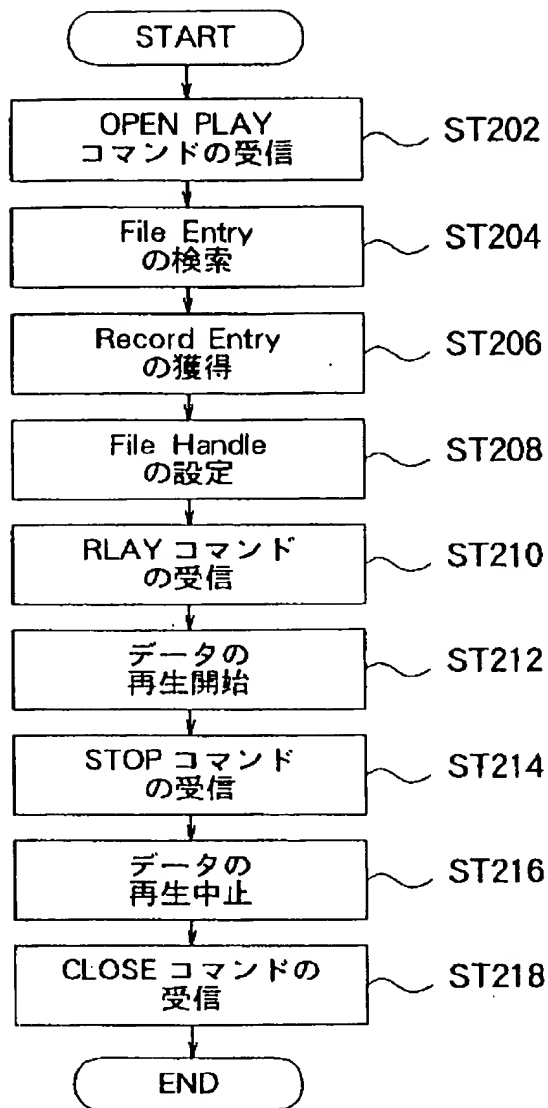 START
OPEN PLAY
コマンドの受信
ST202
File Entry
の検索
ST204
Record Entry
の獲得
ST206
File Handle
の設定
ST208
RLAY コマンド
の受信
ST210
データの
再生開始
ST212
STOP コマンド
の受信
ST214
データの
再生中止
ST216
CLOSE コマンドの
受信
ST218
END